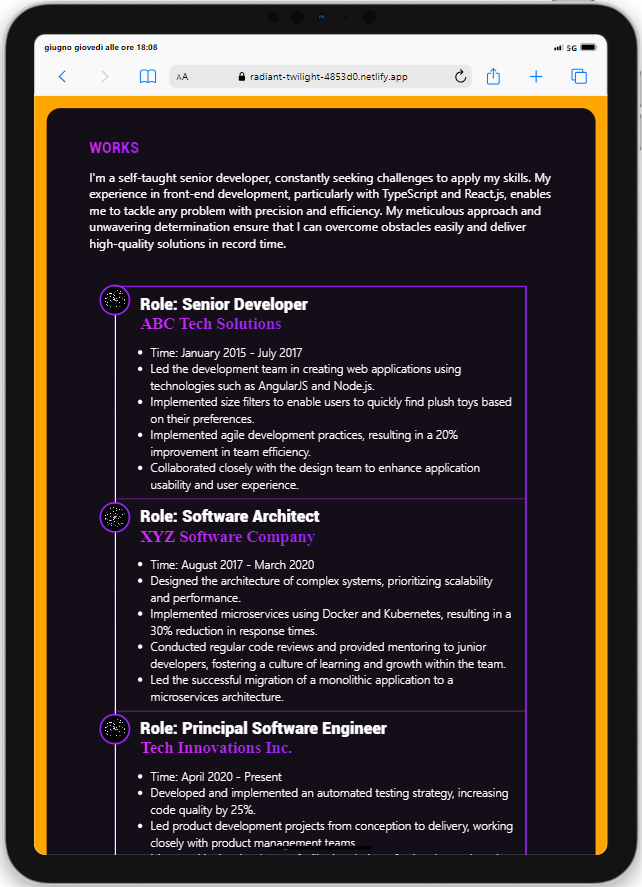 giugno giovedì alle ore 18:08
5G
AA
radiant-twilight-4853d0.netlify.app
WORKS
I'm a self-taught senior developer, constantly seeking challenges to apply my skills. My
experience in front-end development, particularly with TypeScript and React.js, enables
me to tackle any problem with precision and efficiency. My meticulous approach and
unwavering determination ensure that I can overcome obstacles easily and deliver
high-quality solutions in record time.
Role: Senior Developer
ABC Tech Solutions
• Time: January 2015 - July 2017
• Led the development team in creating web applications using
technologies such as AngularJS and Node.js.
• Implemented size filters to enable users to quickly find plush toys based
on their preferences.
• Implemented agile development practices, resulting in a 20%
improvement in team efficiency.
• Collaborated closely with the design team to enhance application
usability and user experience.
Role: Software Architect
XYZ Software Company
• Time: August 2017 - March 2020
• Designed the architecture of complex systems, prioritizing scalability
and performance.
• Implemented microservices using Docker and Kubernetes, resulting in a
30% reduction in response times.
• Conducted regular code reviews and provided mentoring to junior
developers, fostering a culture of learning and growth within the team.
• Led the successful migration of a monolithic application to a
microservices architecture.
Role: Principal Software Engineer
Tech Innovations Inc.
• Time: April 2020 - Present
• Developed and implemented an automated testing strategy, increasing
code quality by 25%.
• Led product development projects from conception to delivery, working
closely with product management teams.